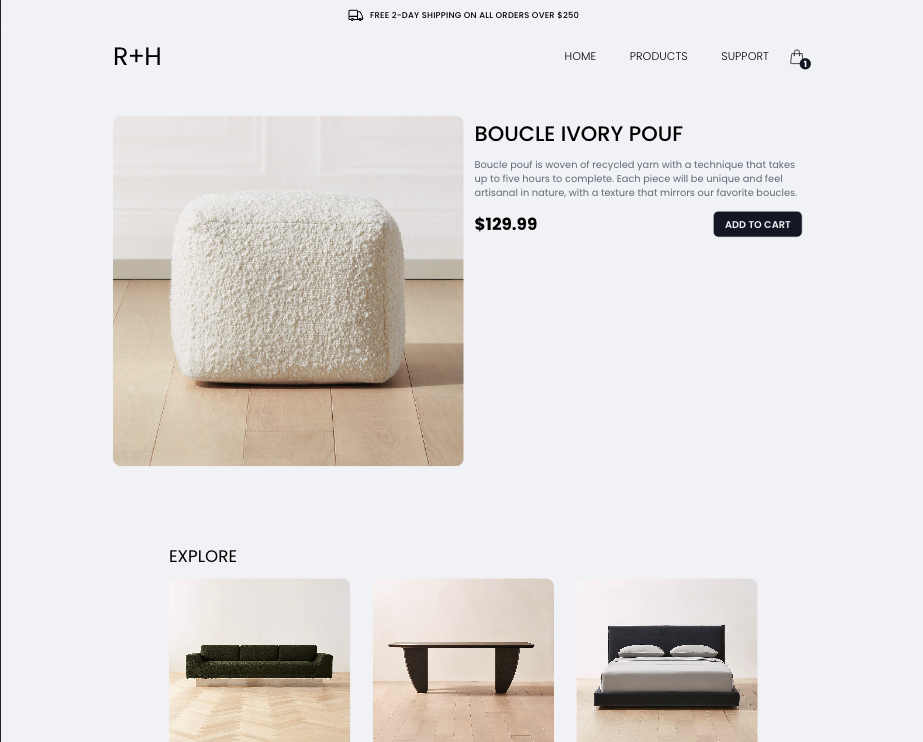 FREE 2-DAY SHIPPING ON ALL ORDERS OVER $250
R+H
HOME
PRODUCTS
SUPPORT
1
BOUCLE IVORY POUF
Boucle pouf is woven of recycled yarn with a technique that takes
up to five hours to complete. Each piece will be unique and feel
artisanal in nature, with a texture that mirrors our favorite boucles.
$129.99
ADD TO CART
EXPLORE